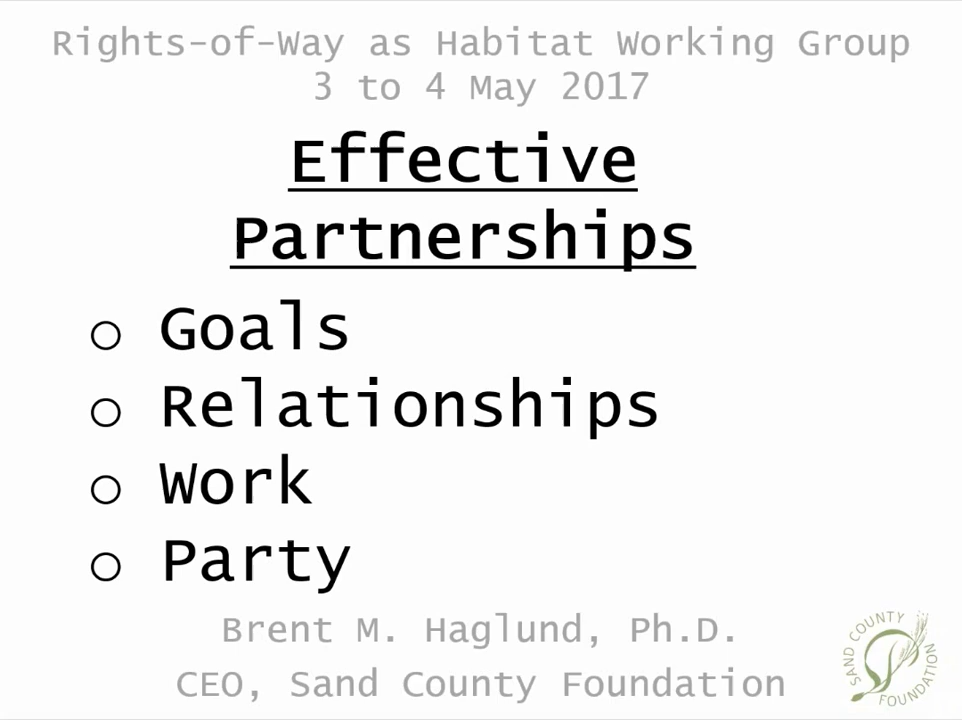 Rights-of-Way as Habitat Working Group
3 to 4 May 2017
Effective
Partnerships
o Goals
o Relationships
o Work
o Party
Brent M. Haglund, Ph.D.
CEO, Sand County Foundation
SAND COUNTY
FOUNDATION